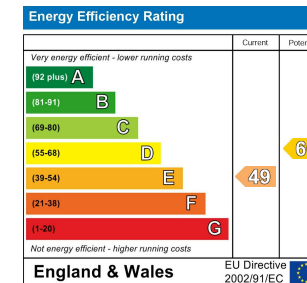 Energy Efficiency Rating
Current
Very energy efficient - lower running costs
(92 plus) A
(81-91) B
(69-80) C
(55-68) D
(39-54) E
49
(21-38) F
(1-20) G
Not energy efficient - higher running costs
England & Wales
EU Directive
2002/91/EC